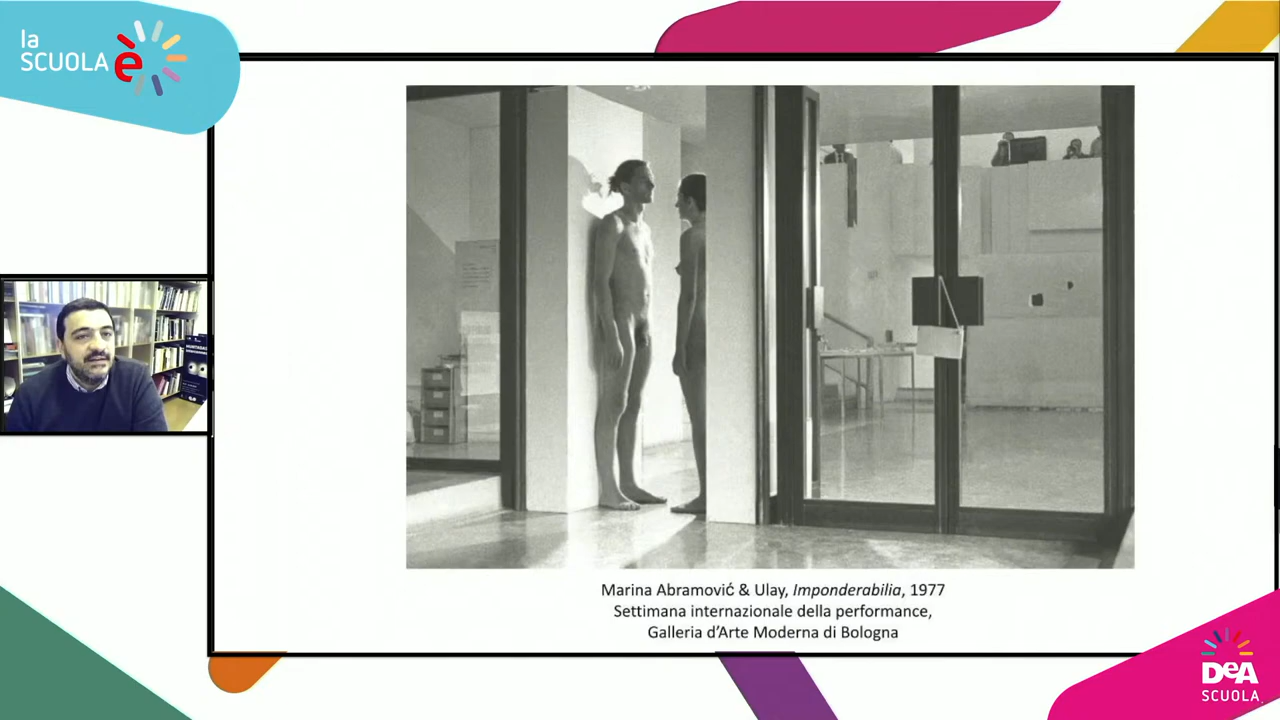 la
SCUOLA è
Marina Abramović & Ulay, Imponderabilia, 1977
Settimana internazionale della performance,
Galleria d'Arte Moderna di Bologna
DeA
SCUOLA